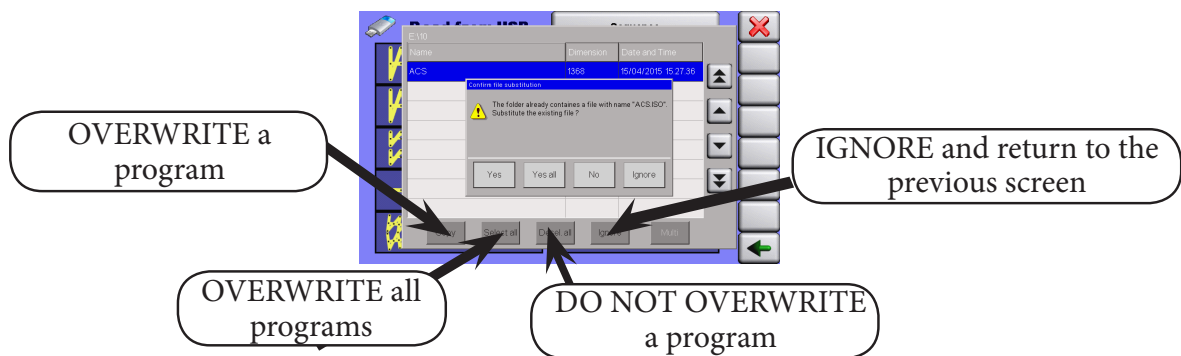 Read from USB
Sequence
E:\10
Name Dimension Date and Time
ACS 1368 15/04/2015 15.27.36
Confirm file substitution
The folder already containes a file with name "ACS.ISO".
Substitute the existing file ?
Yes Yes all No Ignore
OVERWRITE a
program
IGNORE and return to the
previous screen
Copy Select all Desel. all Ignore Multi
OVERWRITE all
programs
DO NOT OVERWRITE
a program